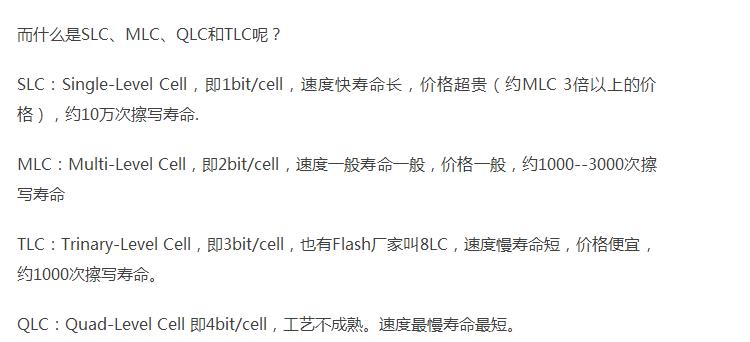 而什么是SLC、MLC、QLC和TLC呢？
SLC：Single-Level Cell，即1bit/cell，速度快寿命长，价格超贵（约MLC 3倍以上的价
格），约10万次擦写寿命.
MLC：Multi-Level Cell，即2bit/cell，速度一般寿命一般，价格一般，约1000--3000次擦
写寿命
TLC：Trinary-Level Cell，即3bit/cell，也有Flash厂家叫8LC，速度慢寿命短，价格便宜，
约1000次擦写寿命。
QLC：Quad-Level Cell 即4bit/cell，工艺不成熟。速度最慢寿命最短。